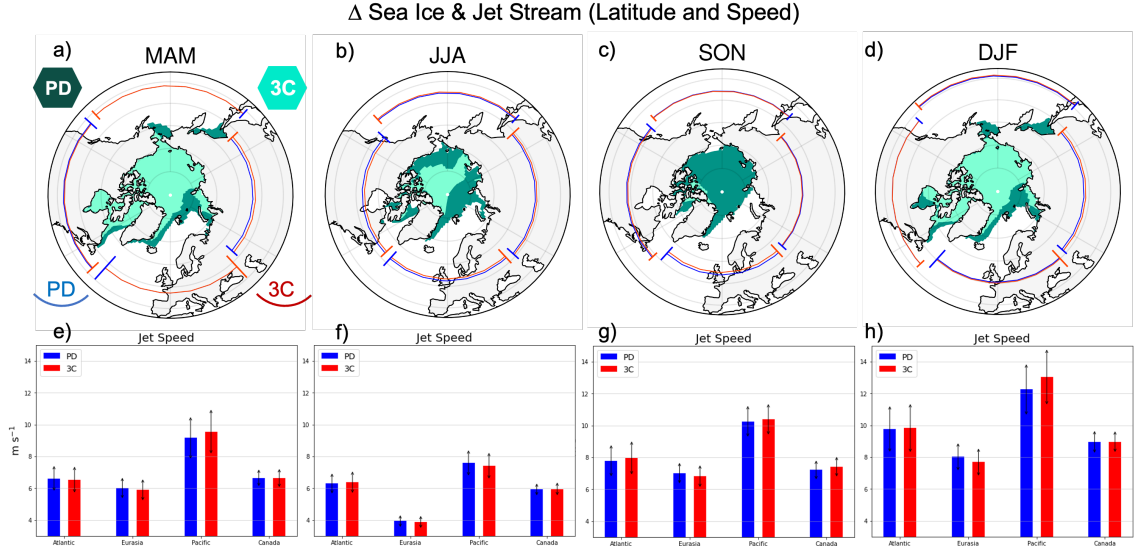 Δ Sea Ice & Jet Stream (Latitude and Speed)
a) MAM
b) JJA
c) SON
d) DJF
PD
3C
PD
3C
e) Jet Speed
f) Jet Speed
g) Jet Speed
h) Jet Speed
m s⁻¹
PD
3C
14
12
10
8
6
4
Atlantic Eurasia Pacific Canada
PD
3C
14
12
10
8
6
4
Atlantic Eurasia Pacific Canada
PD
3C
14
12
10
8
6
4
Atlantic Eurasia Pacific Canada
PD
3C
14
12
10
8
6
4
Atlantic Eurasia Pacific Canada